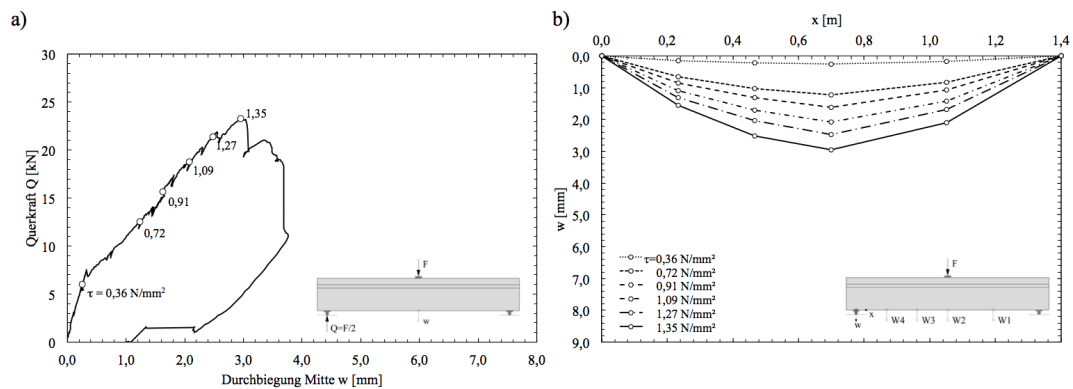 a)
30
25
20
15
10
5
0
Querkraft Q [kN]
0,0 1,0 2,0 3,0 4,0 5,0 6,0 7,0 8,0
Durchbiegung Mitte w [mm]
1,35
1,27
1,09
0,91
0,72
τ = 0,36 N/mm²
F
Q=F/2
w
b)
x [m]
0,0 0,2 0,4 0,6 0,8 1,0 1,2 1,4
0,0
1,0
2,0
3,0
4,0
5,0
6,0
7,0
8,0
9,0
w [mm]
τ=0,36 N/mm²
0,72 N/mm²
0,91 N/mm²
1,09 N/mm²
1,27 N/mm²
1,35 N/mm²
F
x
w
W4 W3 W2 W1